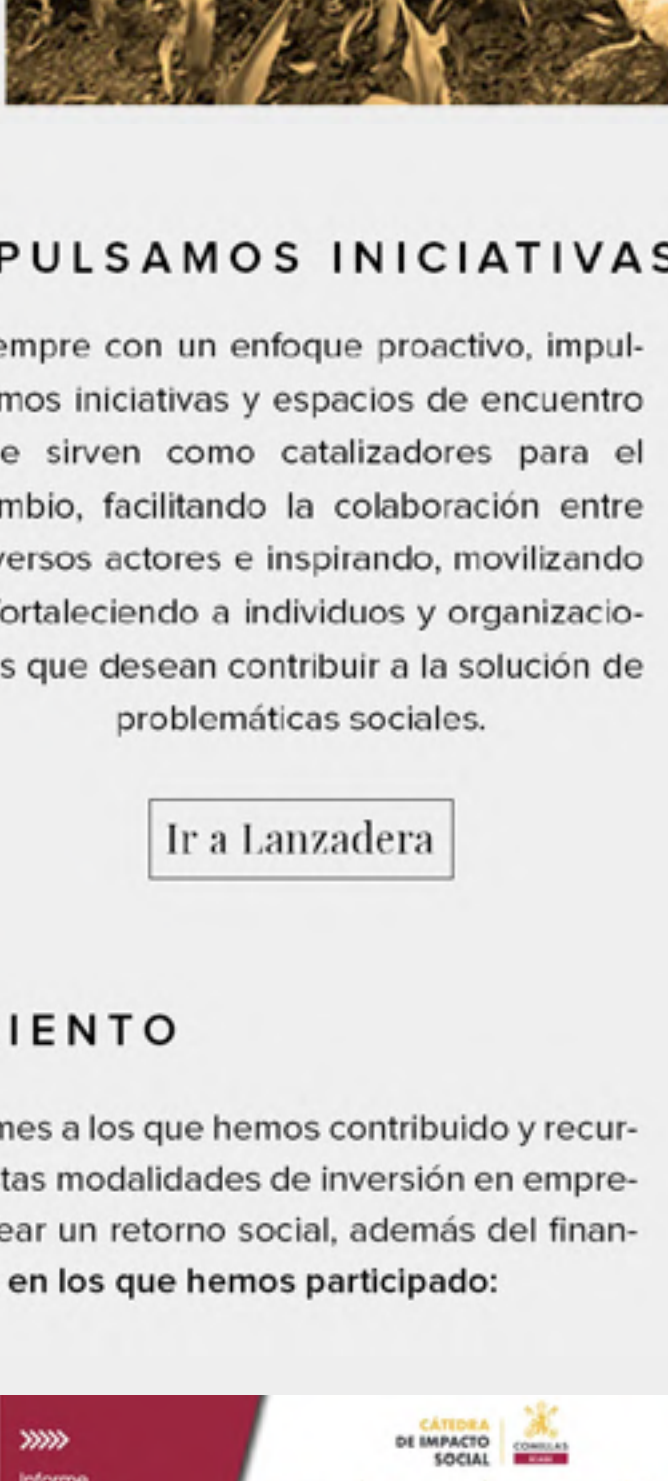 PULSAMOS INICIATIVAS
empre con un enfoque proactivo, impul-
mos iniciativas y espacios de encuentro
e sirven como catalizadores para el
mbio, facilitando la colaboración entre
versos actores e inspirando, movilizando
fortaleciendo a individuos y organizacio-
s que desean contribuir a la solución de
problemáticas sociales.
Ir a Lanzadera
IENTO
mes a los que hemos contribuido y recur-
tas modalidades de inversión en empre-
ear un retorno social, además del finan-
en los que hemos participado:
CÁTEDRA
DE IMPACTO
SOCIAL
COMILLAS
Informe